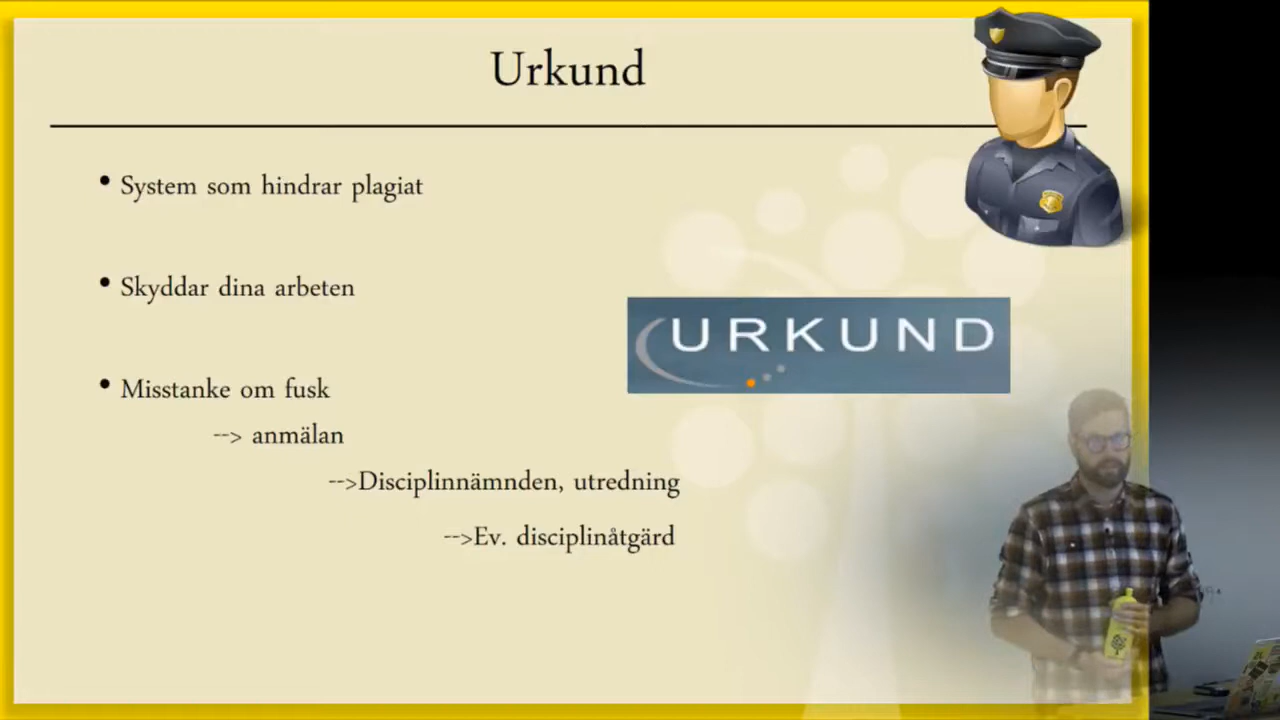 Urkund
• System som hindrar plagiat
• Skyddar dina arbeten
URKUND
• Misstanke om fusk
--> anmälan
-->Disciplinnämnden, utredning
-->Ev. disciplinåtgärd